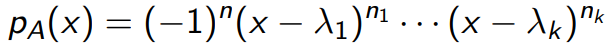 p_A(x) = (-1)^n (x - λ_1)^{n_1} ··· (x - λ_k)^{n_k}